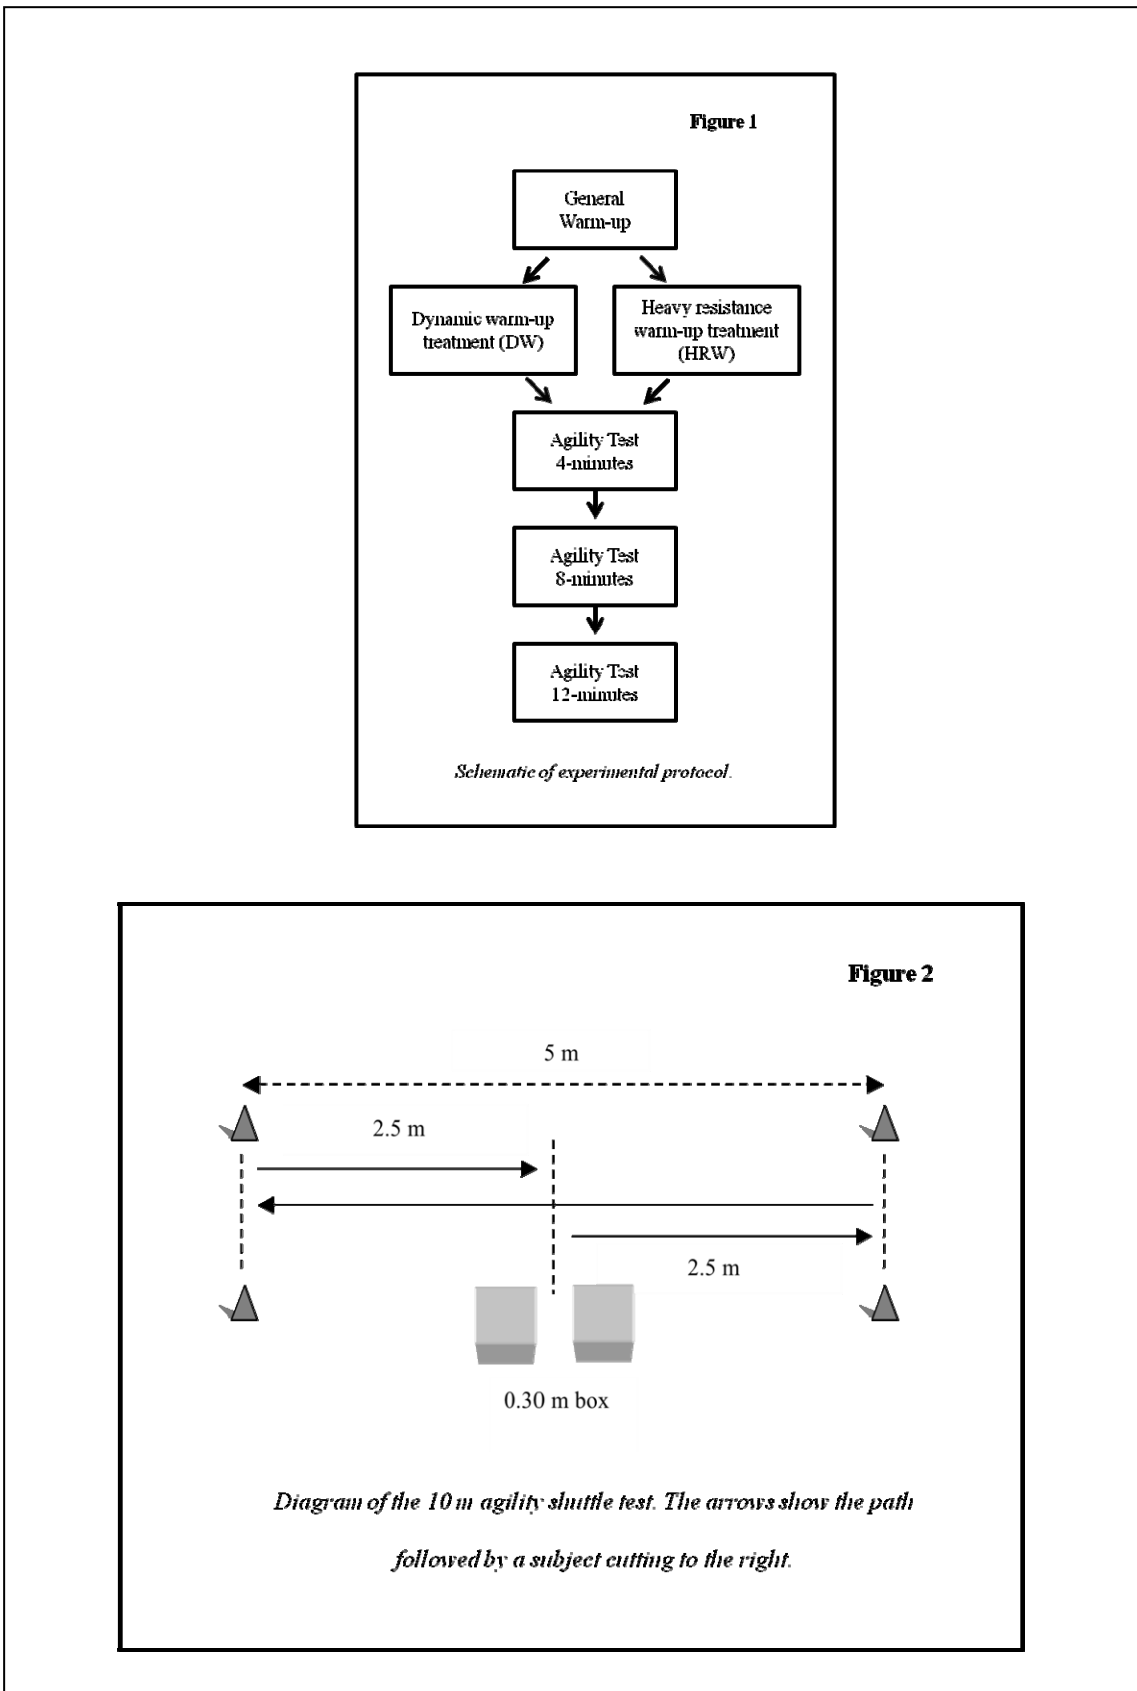 Figure 1
General
Warm-up
Dynamic warm-up
treatment (DW)
Heavy resistance
warm-up treatment
(HRW)
Agility Test
4-minutes
Agility Test
8-minutes
Agility Test
12-minutes
Schematic of experimental protocol.
Figure 2
5 m
2.5 m
2.5 m
0.30 m box
Diagram of the 10 m agility shuttle test. The arrows show the path
followed by a subject cutting to the right.